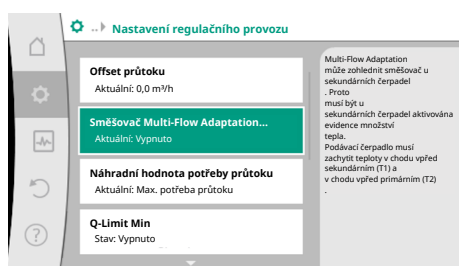 ..› Nastavení regulačního provozu
Offset průtoku
Aktuální: 0,0 m³/h
Směšovač Multi-Flow Adaptation...
Aktuální: Vypnuto
Náhradní hodnota potřeby průtoku
Aktuální: Max. potřeba průtoku
Q-Limit Min
Stav: Vypnuto
Multi-Flow Adaptation
může zohlednit směšovač u
sekundárních čerpadel
. Proto
musí být u
sekundárních čerpadel aktivována
evidence množství
tepla.
Podávací čerpadlo musí
zachytit teploty v chodu vpřed
sekundárním (T1) a
v chodu vpřed primárním (T2)
.